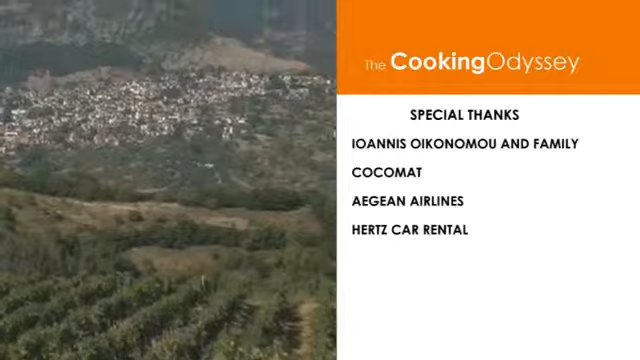 The CookingOdyssey
SPECIAL THANKS
IOANNIS OIKONOMOU AND FAMILY
COCOMAT
AEGEAN AIRLINES
HERTZ CAR RENTAL